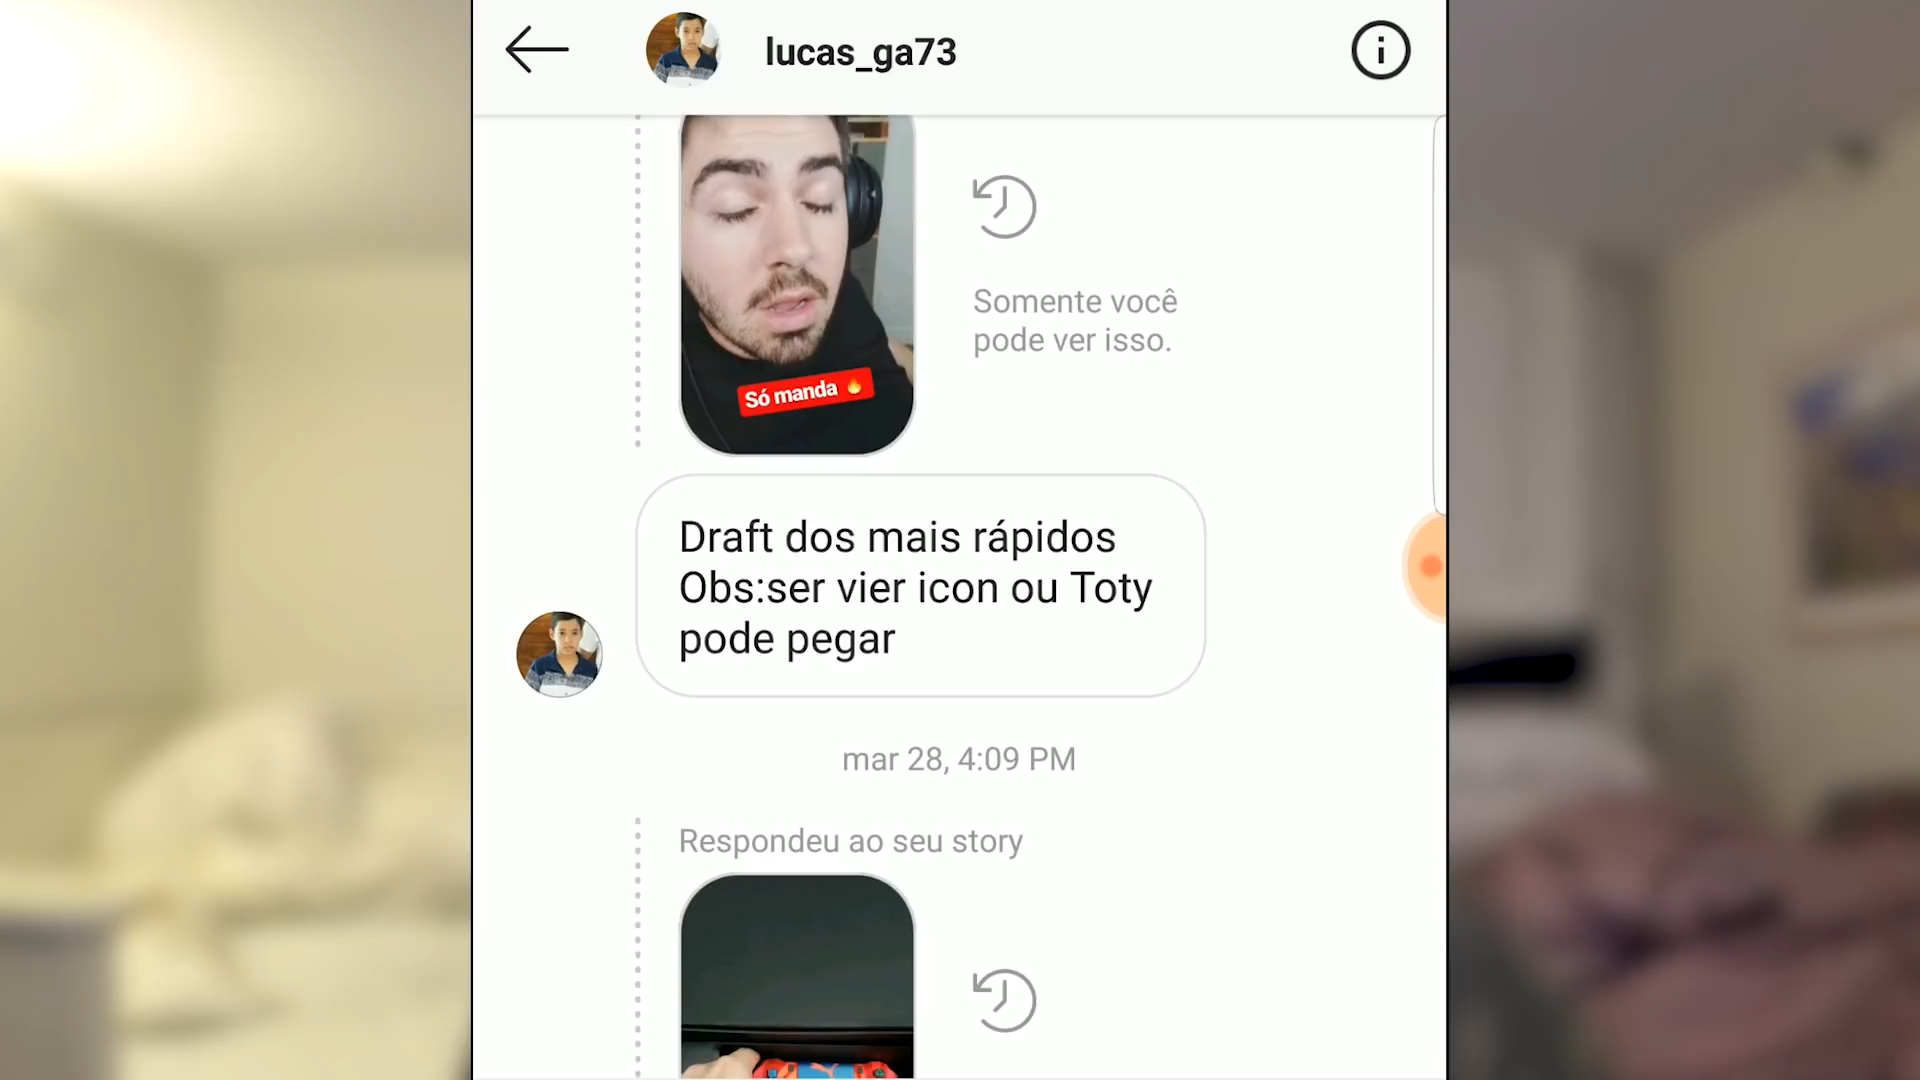 lucas_ga73
Somente você
pode ver isso.
Só manda 🔥
Draft dos mais rápidos
Obs:ser vier icon ou Toty
pode pegar
mar 28, 4:09 PM
Respondeu ao seu story